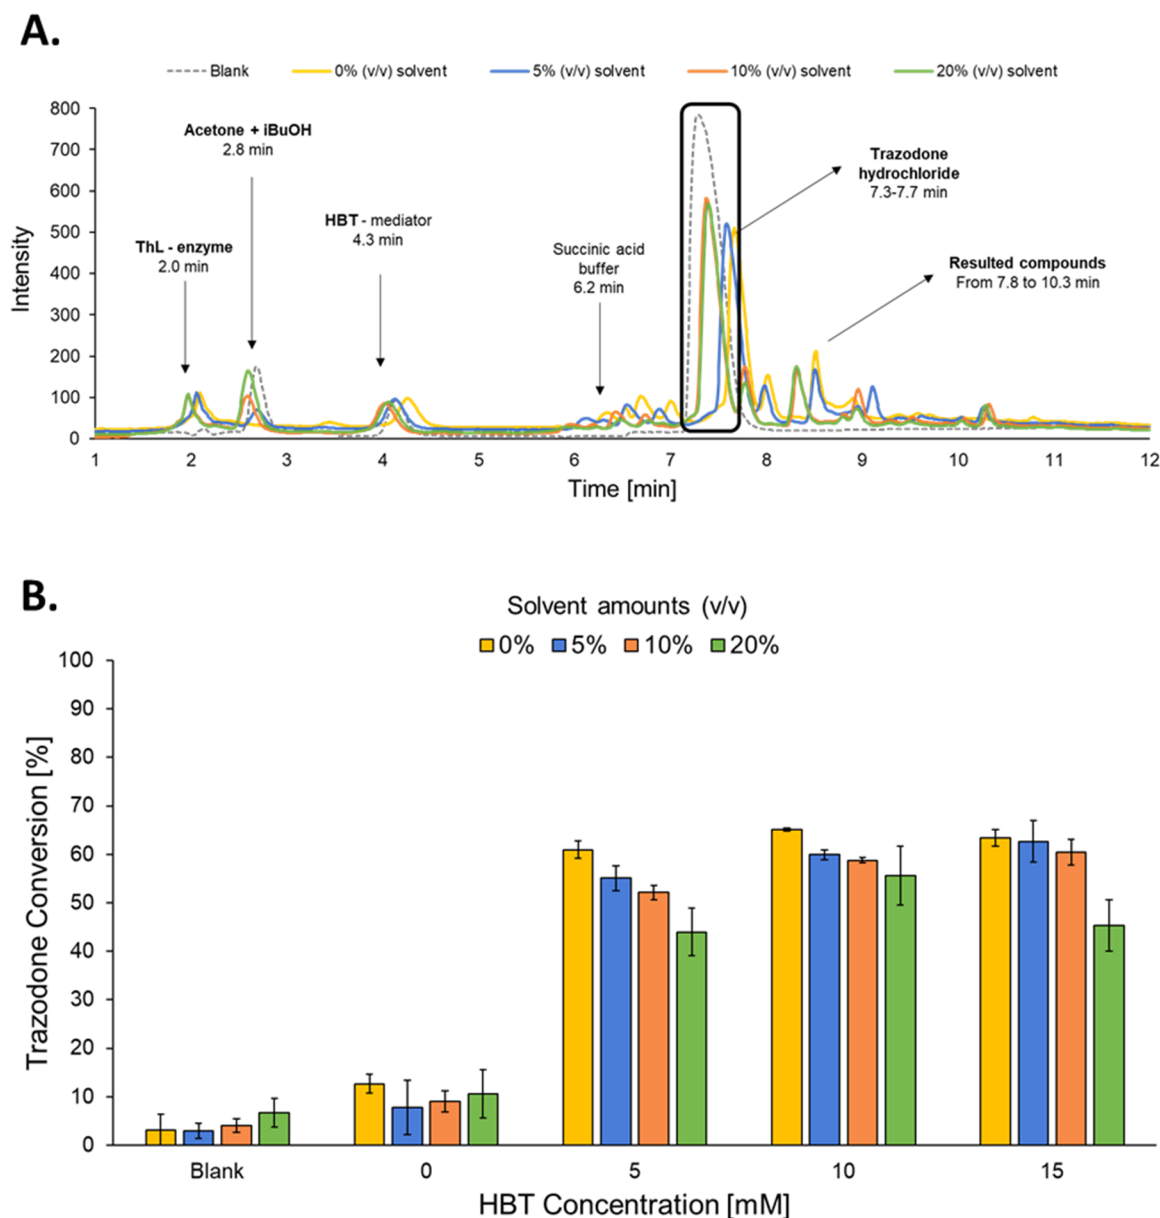 A.
Blank 0% (v/v) solvent 5% (v/v) solvent 10% (v/v) solvent 20% (v/v) solvent
800
700
600
500
400
300
200
100
0
Intensity
Acetone + iBuOH
2.8 min
ThL - enzyme
2.0 min
HBT - mediator
4.3 min
Succinic acid
buffer
6.2 min
Trazodone
hydrochloride
7.3-7.7 min
Resulted compounds
From 7.8 to 10.3 min
1 2 3 4 5 6 7 8 9 10 11 12
Time [min]
B.
Solvent amounts (v/v)
0% 5% 10% 20%
100
90
80
70
60
50
40
30
20
10
0
Trazodone Conversion [%]
Blank 0 5 10 15
HBT Concentration [mM]